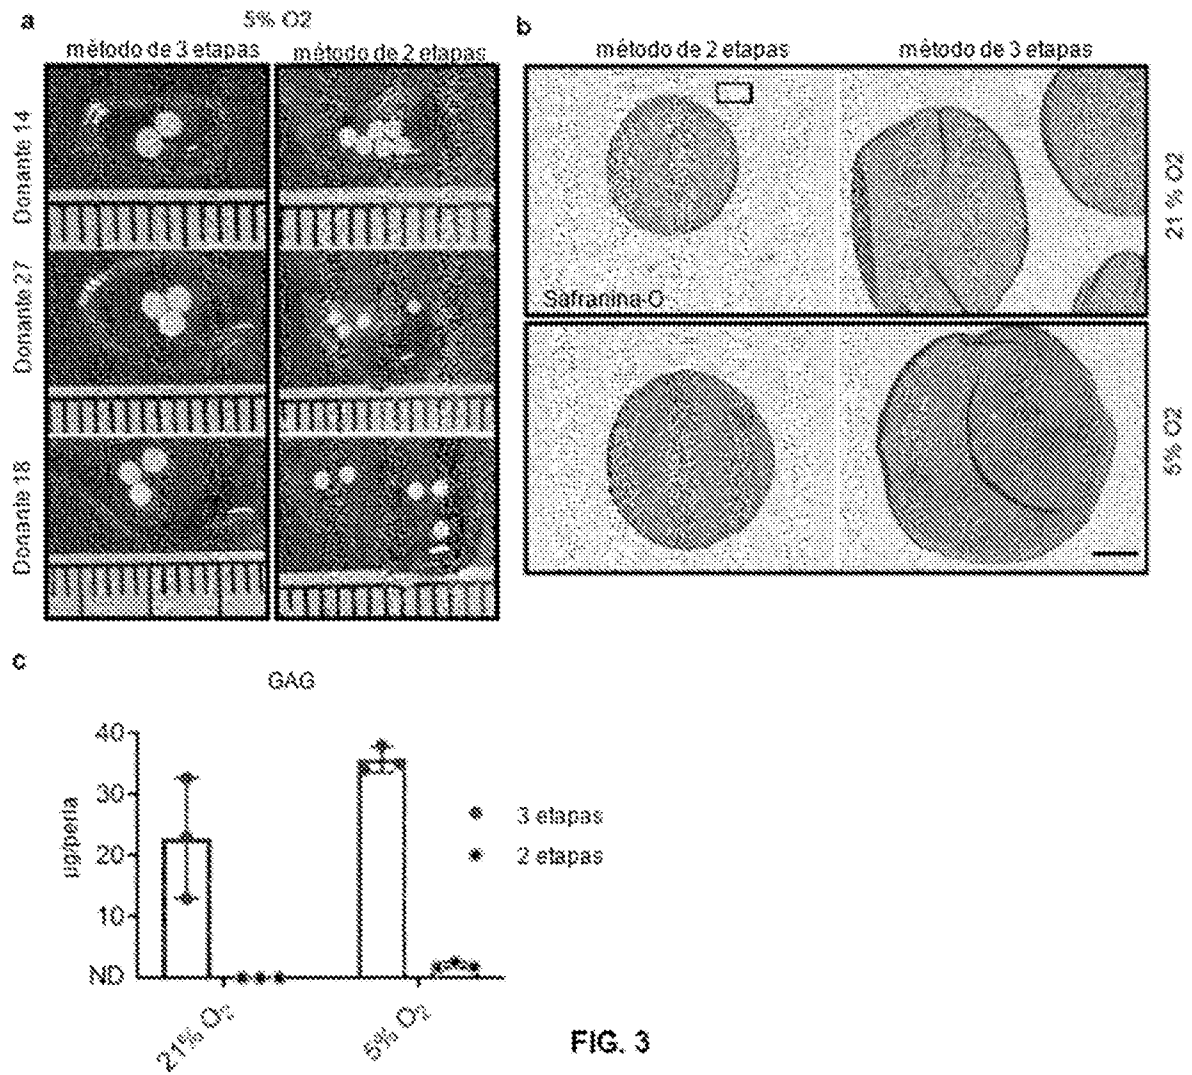 a
5% O2
método de 3 etapas
método de 2 etapas
Donante 14
Donante 27
Donante 18
b
método de 2 etapas
método de 3 etapas
Safranina-O
21 % O2
5% O2
c
GAG
µg/perla
40
30
20
10
ND
21% O2
5% O2
3 etapas
2 etapas
FIG. 3